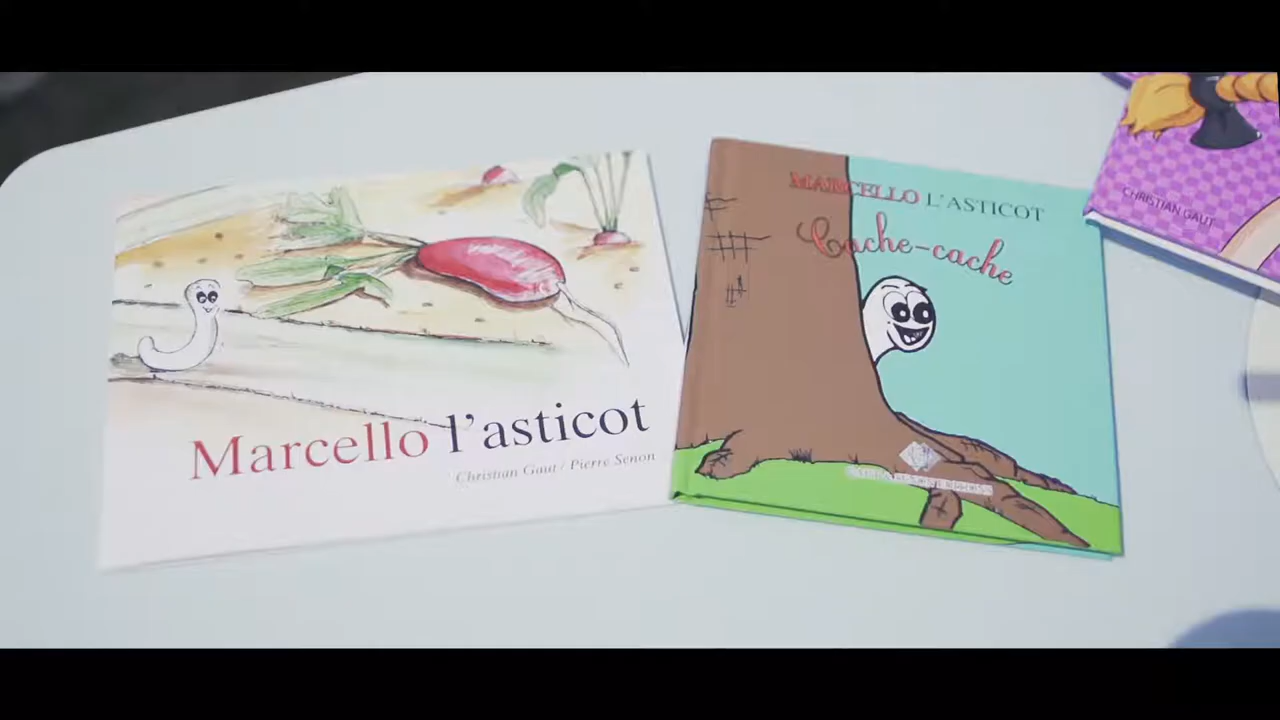 Marcello l'asticot
Christian Gaut / Pierre Senon
MARCELLO L'ASTICOT
Cache-cache
CHRISTIAN GAUT